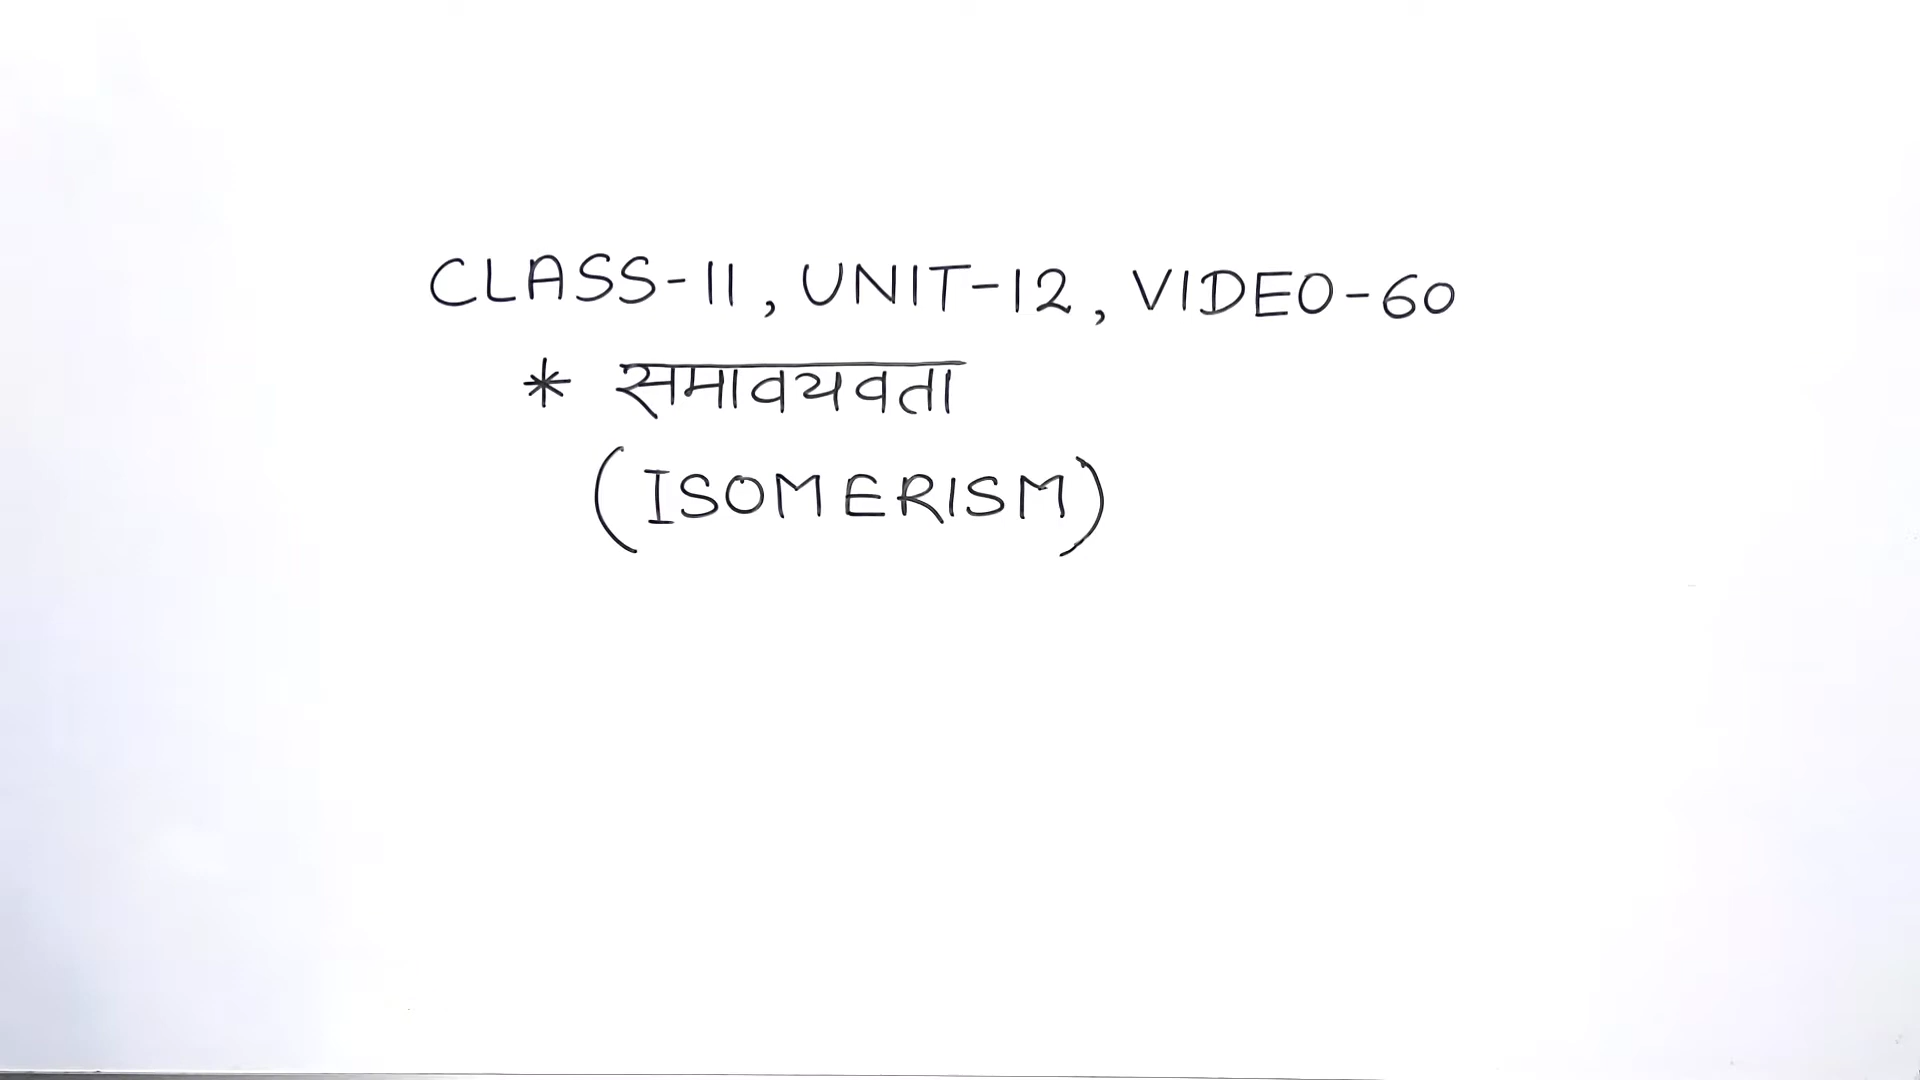 CLASS-11, UNIT-12, VIDEO-60
* समावयवता
(ISOMERISM)